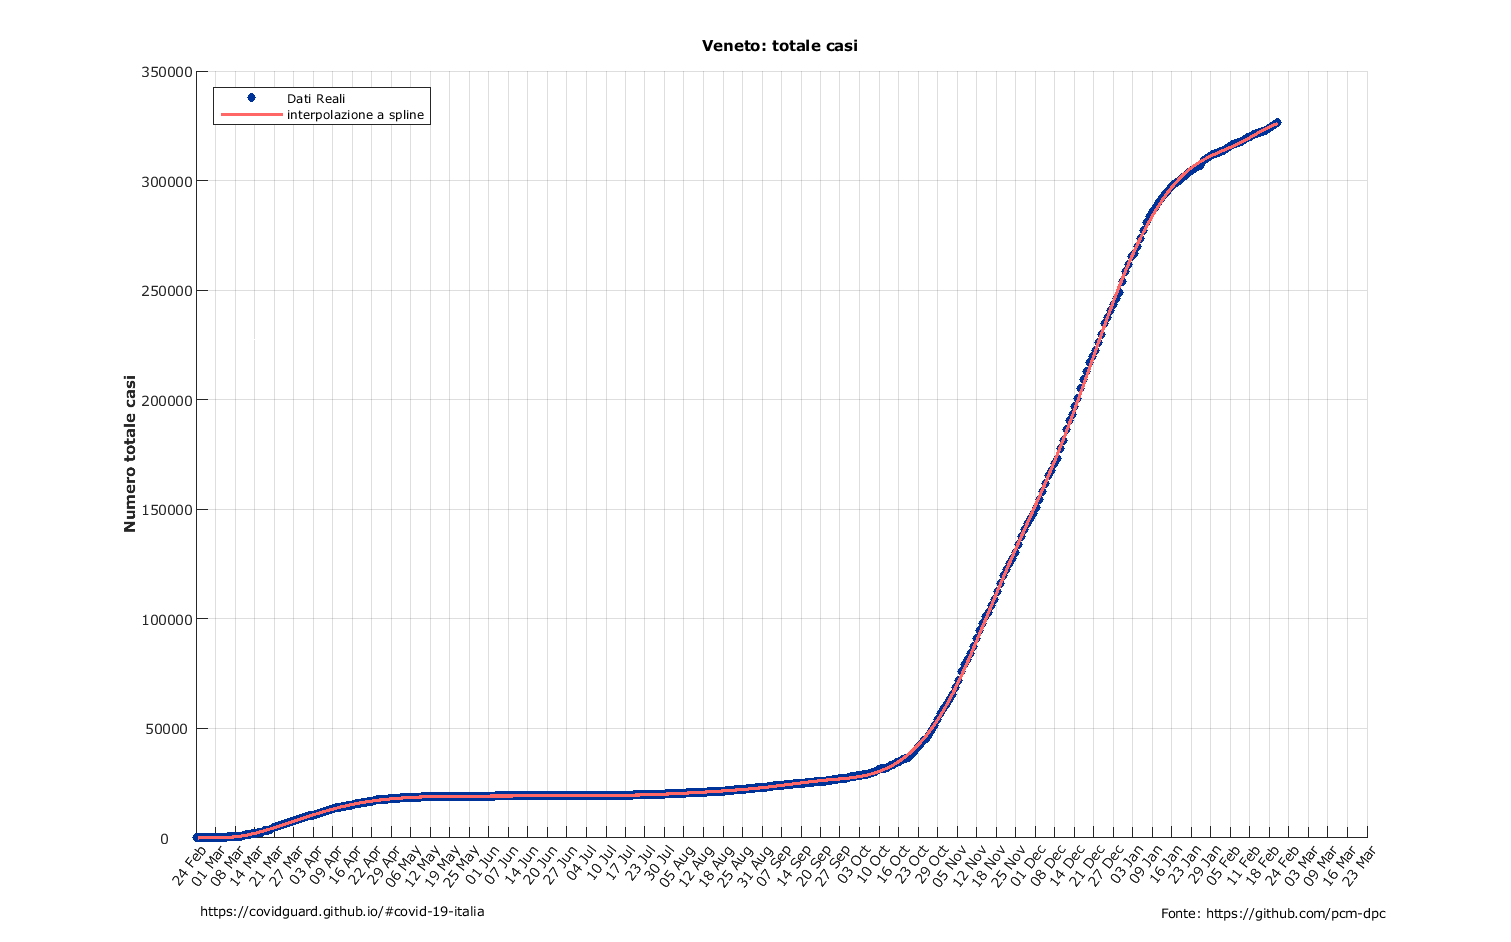 Veneto: totale casi
350000
300000
250000
200000
150000
100000
50000
0
Numero totale casi
Dati Reali
interpolazione a spline
24 Feb
01 Mar
08 Mar
14 Mar
21 Mar
27 Mar
03 Apr
09 Apr
16 Apr
22 Apr
29 Apr
06 May
12 May
19 May
25 May
01 Jun
07 Jun
14 Jun
20 Jun
27 Jun
04 Jul
10 Jul
17 Jul
23 Jul
30 Jul
05 Aug
12 Aug
18 Aug
25 Aug
31 Aug
07 Sep
14 Sep
20 Sep
27 Sep
03 Oct
10 Oct
16 Oct
23 Oct
29 Oct
05 Nov
12 Nov
18 Nov
25 Nov
01 Dec
08 Dec
14 Dec
21 Dec
27 Dec
03 Jan
09 Jan
16 Jan
23 Jan
29 Jan
05 Feb
11 Feb
18 Feb
24 Feb
03 Mar
09 Mar
16 Mar
23 Mar
https://covidguard.github.io/#covid-19-italia
Fonte: https://github.com/pcm-dpc